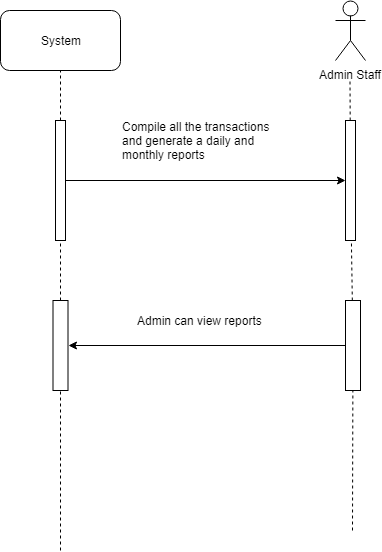 System
Admin Staff
Compile all the transactions
and generate a daily and
monthly reports
Admin can view reports